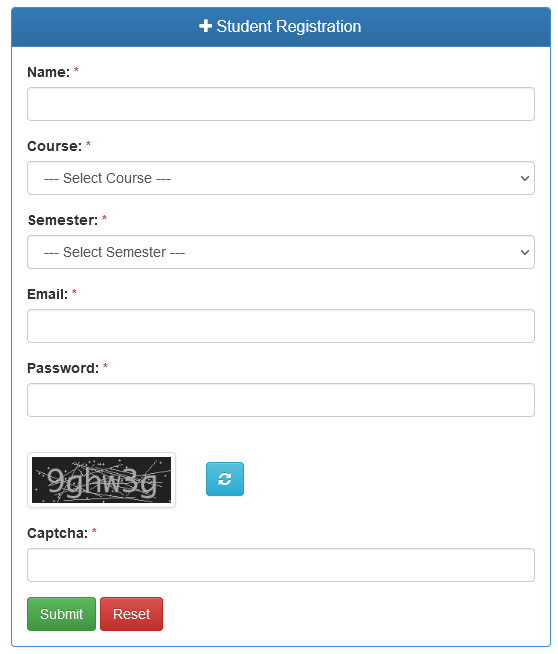 Student Registration
Name: *
Course: *
--- Select Course ---
Semester: *
--- Select Semester ---
Email: *
Password: *
9ghw3g
Captcha: *
Submit Reset